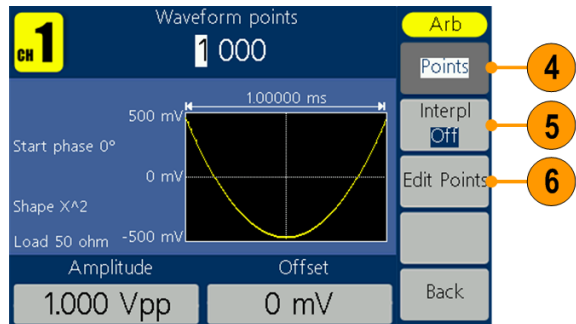 CH 1
Waveform points
1 000
Arb
Points
4
1.00000 ms
500 mV
Interpl
Off
5
Start phase 0°
0 mV
Edit Points
6
Shape X^2
Load 50 ohm
-500 mV
Amplitude
Offset
1.000 Vpp
0 mV
Back